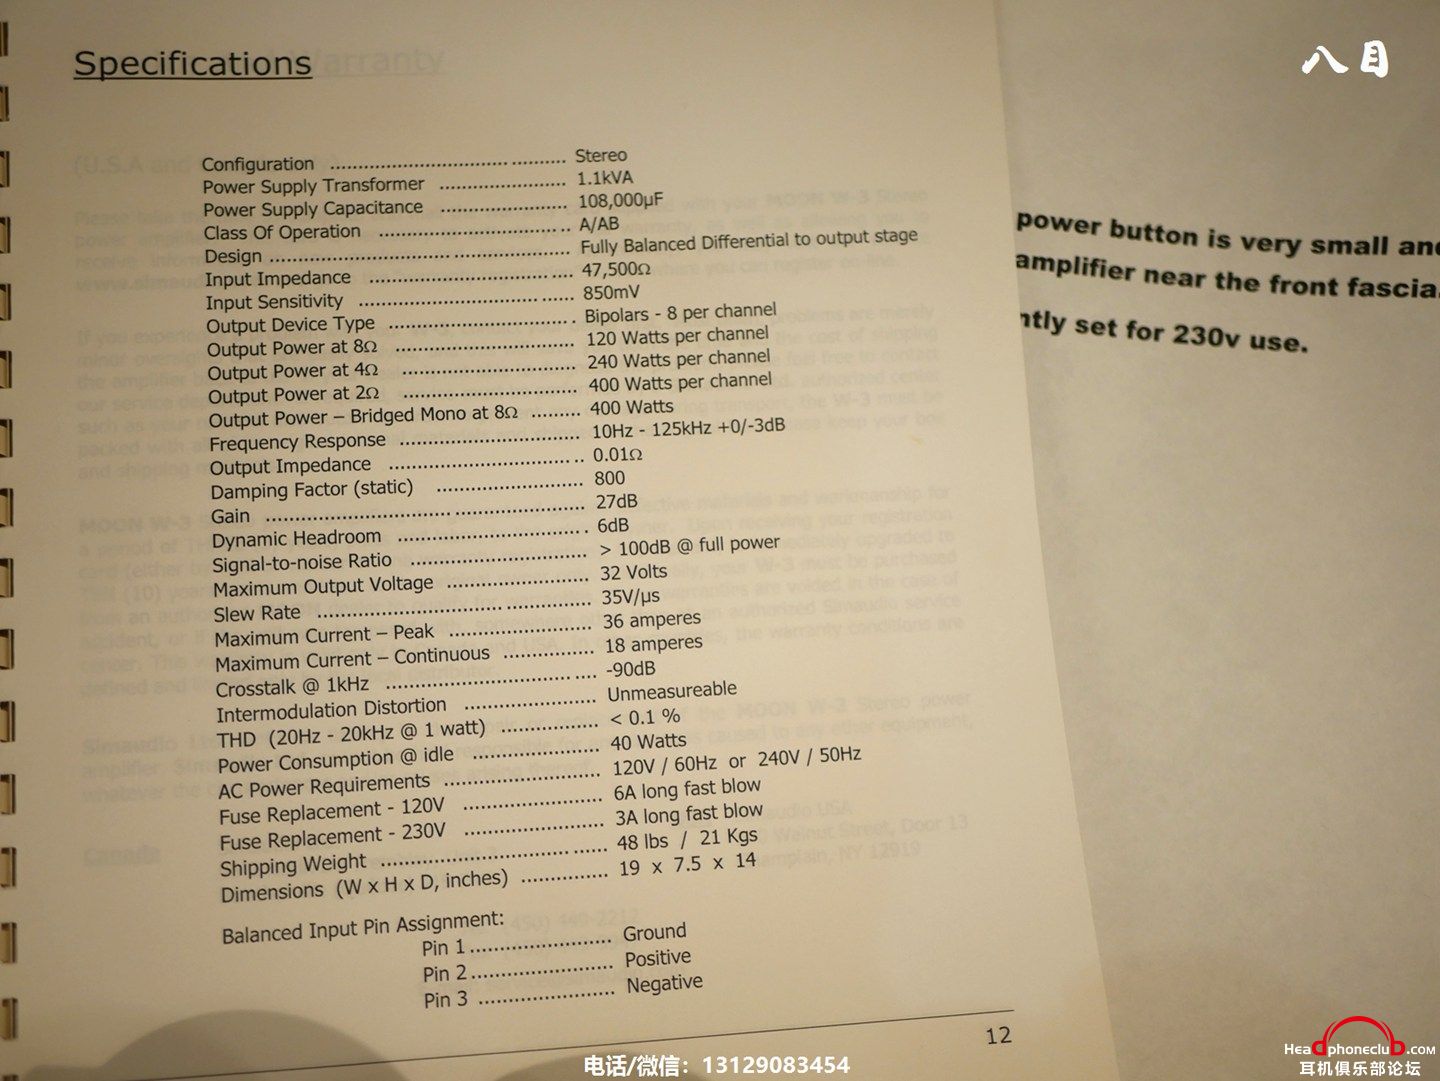 Specifications
八目
Configuration .......... Stereo
Power Supply Transformer .......... 1.1kVA
Power Supply Capacitance .......... 108,000µF
Class Of Operation .......... A/AB
Design .......... Fully Balanced Differential to output stage
Input Impedance .......... 47,500Ω
Input Sensitivity .......... 850mV
Output Device Type .......... Bipolars - 8 per channel
Output Power at 8Ω .......... 120 Watts per channel
Output Power at 4Ω .......... 240 Watts per channel
Output Power at 2Ω .......... 400 Watts per channel
Output Power – Bridged Mono at 8Ω .......... 400 Watts
Frequency Response .......... 10Hz - 125kHz +0/-3dB
Output Impedance .......... 0.01Ω
Damping Factor (static) .......... 800
Gain .......... 27dB
Dynamic Headroom .......... 6dB
Signal-to-noise Ratio .......... > 100dB @ full power
Maximum Output Voltage .......... 32 Volts
Slew Rate .......... 35V/µs
Maximum Current – Peak .......... 36 amperes
Maximum Current – Continuous .......... 18 amperes
Crosstalk @ 1kHz .......... -90dB
Intermodulation Distortion .......... Unmeasureable
THD (20Hz - 20kHz @ 1 watt) .......... < 0.1 %
Power Consumption @ idle .......... 40 Watts
AC Power Requirements .......... 120V / 60Hz or 240V / 50Hz
Fuse Replacement - 120V .......... 6A long fast blow
Fuse Replacement - 230V .......... 3A long fast blow
Shipping Weight .......... 48 lbs / 21 Kgs
Dimensions (W x H x D, inches) .......... 19 x 7.5 x 14
Balanced Input Pin Assignment:
Pin 1 .......... Ground
Pin 2 .......... Positive
Pin 3 .......... Negative
12
power button is very small and
amplifier near the front fascia.
ntly set for 230v use.
电话/微信：13129083454
HeadphonecluD.com
耳机俱乐部论坛